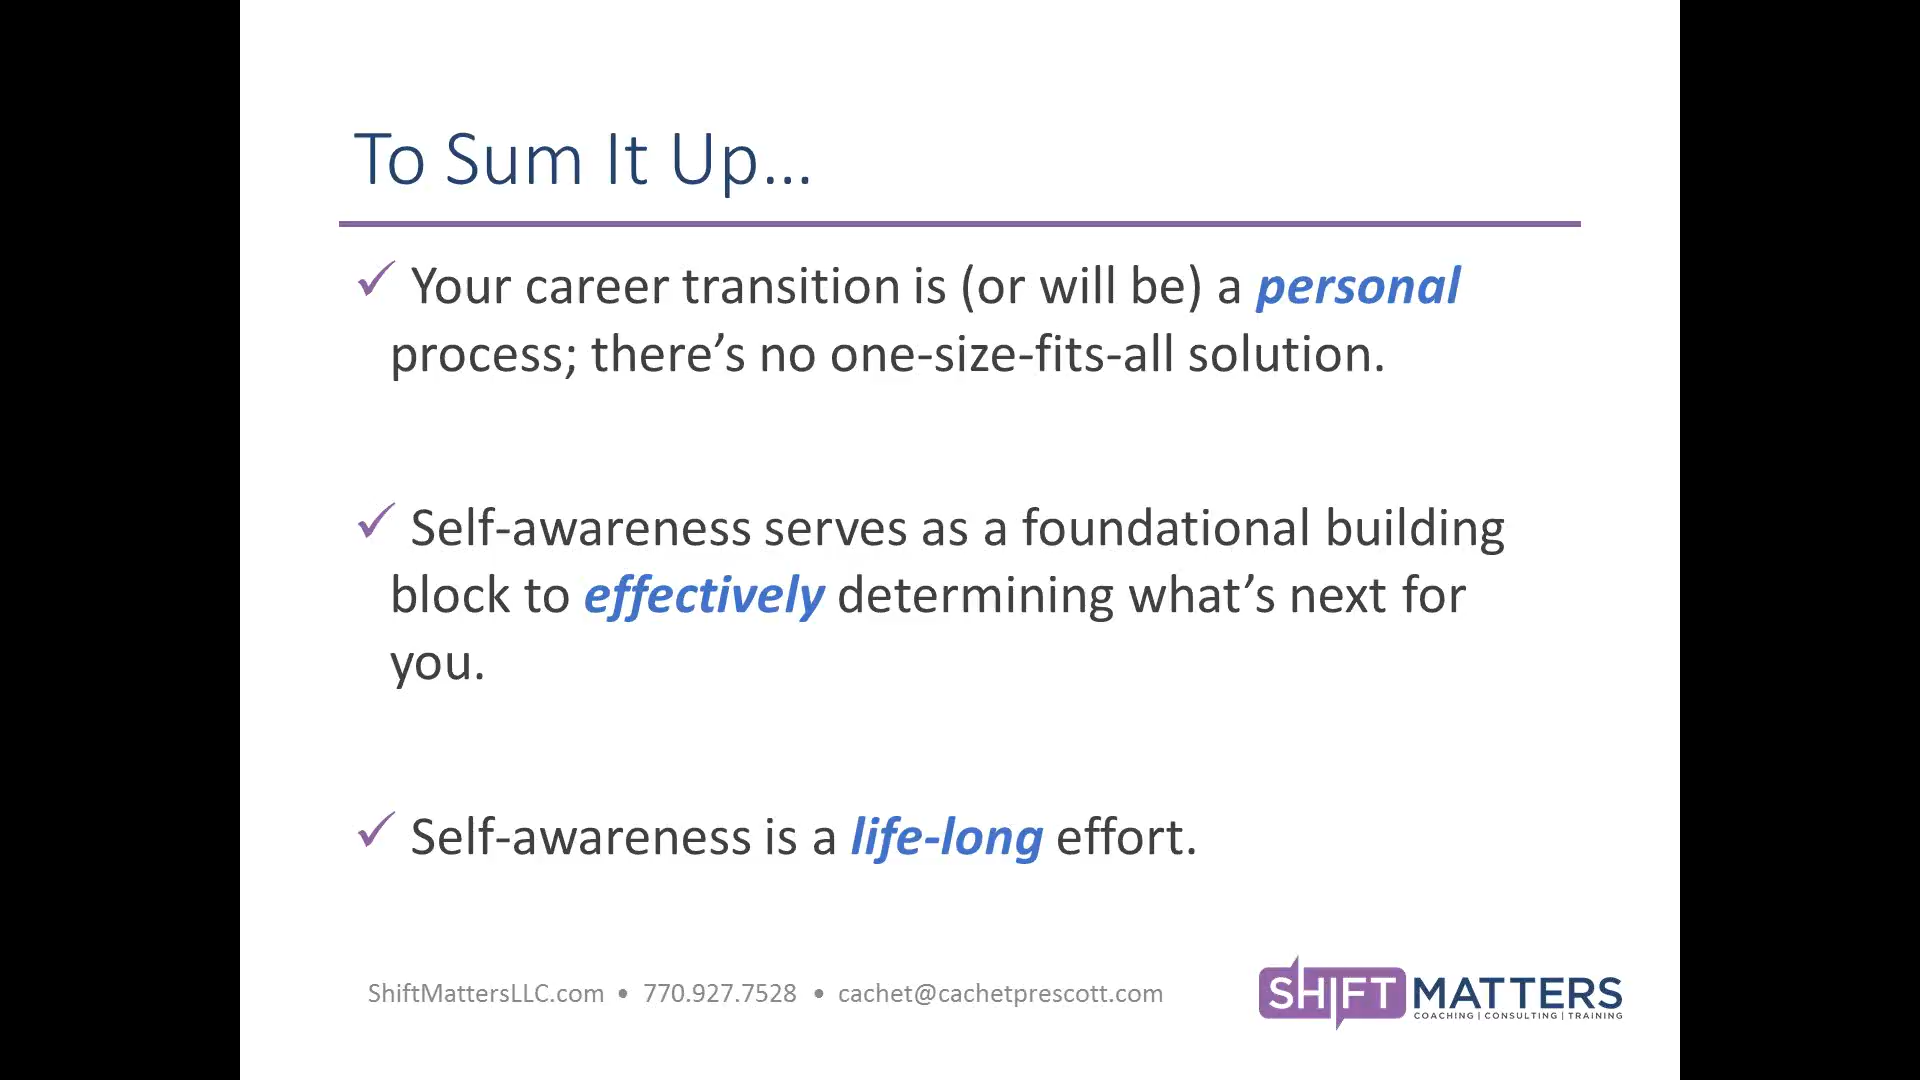 To Sum It Up...
✓ Your career transition is (or will be) a personal
process; there’s no one-size-fits-all solution.
✓ Self-awareness serves as a foundational building
block to effectively determining what’s next for
you.
✓ Self-awareness is a life-long effort.
ShiftMattersLLC.com • 770.927.7528 • cachet@cachetprescott.com
SHIFT MATTERS
COACHING | CONSULTING | TRAINING